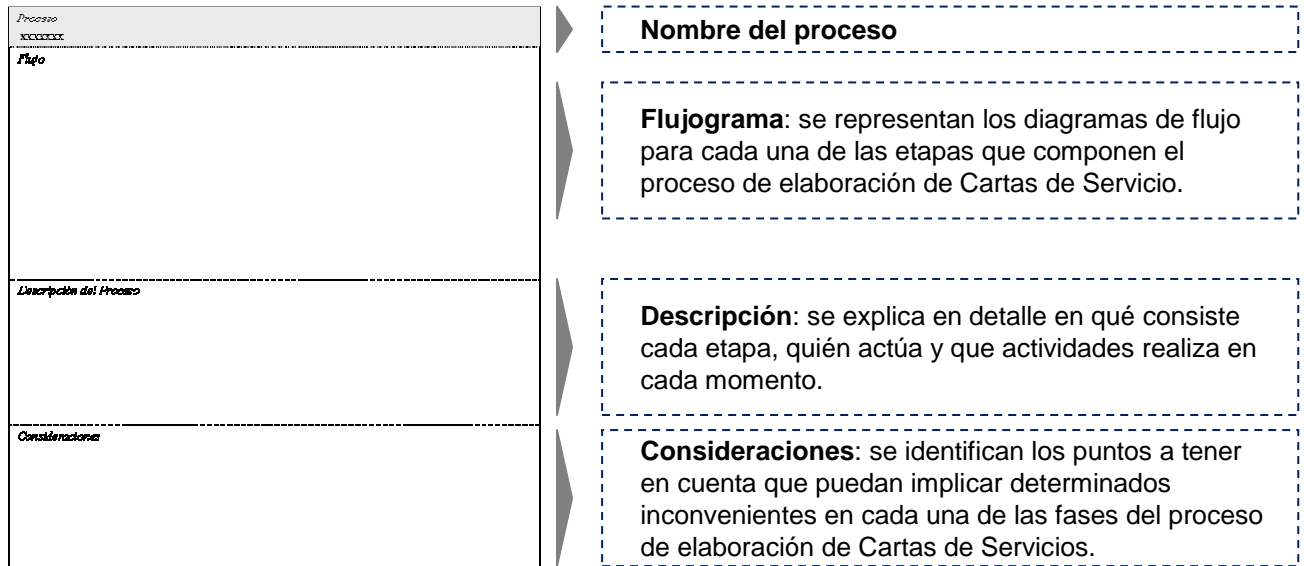 Proceso
xxxxxxx
Nombre del proceso
Flujo
Flujograma: se representan los diagramas de flujo
para cada una de las etapas que componen el
proceso de elaboración de Cartas de Servicio.
Descripción del Proceso
Descripción: se explica en detalle en qué consiste
cada etapa, quién actúa y que actividades realiza en
cada momento.
Consideraciones
Consideraciones: se identifican los puntos a tener
en cuenta que puedan implicar determinados
inconvenientes en cada una de las fases del proceso
de elaboración de Cartas de Servicios.